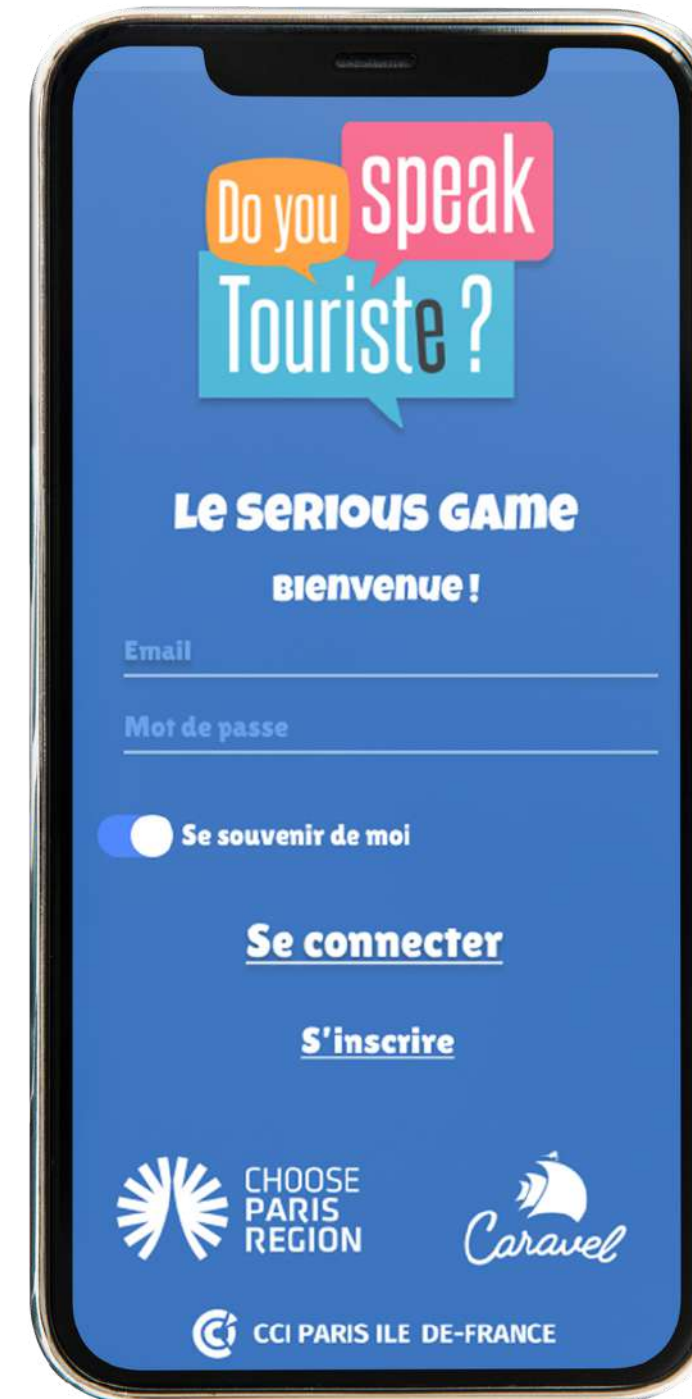 Do you speak
Touriste ?
Le serious game
Bienvenue !
Email
Mot de passe
Se souvenir de moi
Se connecter
S'inscrire
CHOOSE
PARIS
REGION
Caravel
CCI PARIS ILE DE-FRANCE